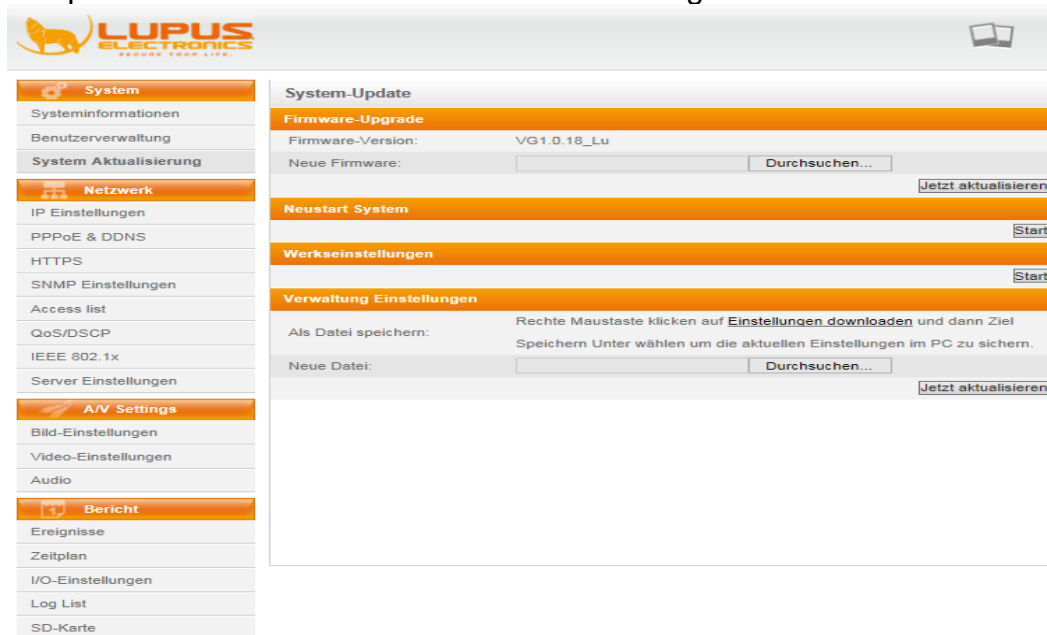 LUPUS
ELECTRONICS
SECURE YOUR LIFE.
System
Systeminformationen
Benutzerverwaltung
System Aktualisierung
Netzwerk
IP Einstellungen
PPPoE & DDNS
HTTPS
SNMP Einstellungen
Access list
QoS/DSCP
IEEE 802.1x
Server Einstellungen
A/V Settings
Bild-Einstellungen
Video-Einstellungen
Audio
Bericht
Ereignisse
Zeitplan
I/O-Einstellungen
Log List
SD-Karte
System-Update
Firmware-Upgrade
Firmware-Version: VG1.0.18_Lu
Neue Firmware: Durchsuchen...
Jetzt aktualisieren
Neustart System
Start
Werkseinstellungen
Start
Verwaltung Einstellungen
Als Datei speichern: Rechte Maustaste klicken auf Einstellungen downloaden und dann Ziel
Speichern Unter wählen um die aktuellen Einstellungen im PC zu sichern.
Neue Datei: Durchsuchen...
Jetzt aktualisieren